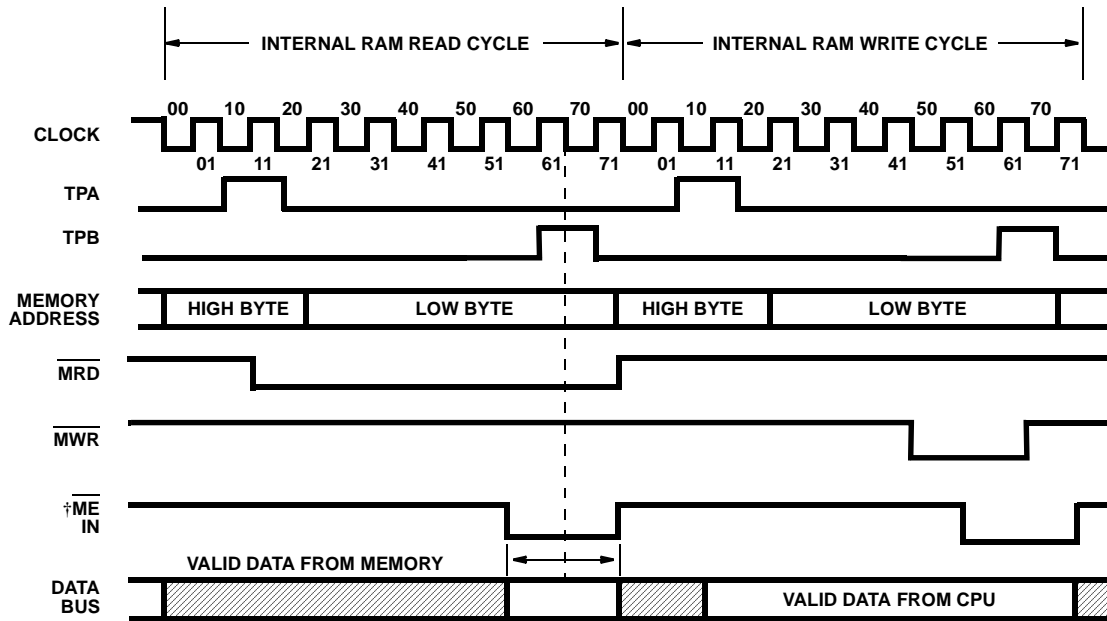 INTERNAL RAM READ CYCLE INTERNAL RAM WRITE CYCLE
00 10 20 30 40 50 60 70 00 10 20 30 40 50 60 70
CLOCK
01 11 21 31 41 51 61 71 01 11 21 31 41 51 61 71
TPA
TPB
MEMORY ADDRESS
HIGH BYTE LOW BYTE HIGH BYTE LOW BYTE
MRD
MWR
†ME
IN
VALID DATA FROM MEMORY
DATA
BUS
VALID DATA FROM CPU